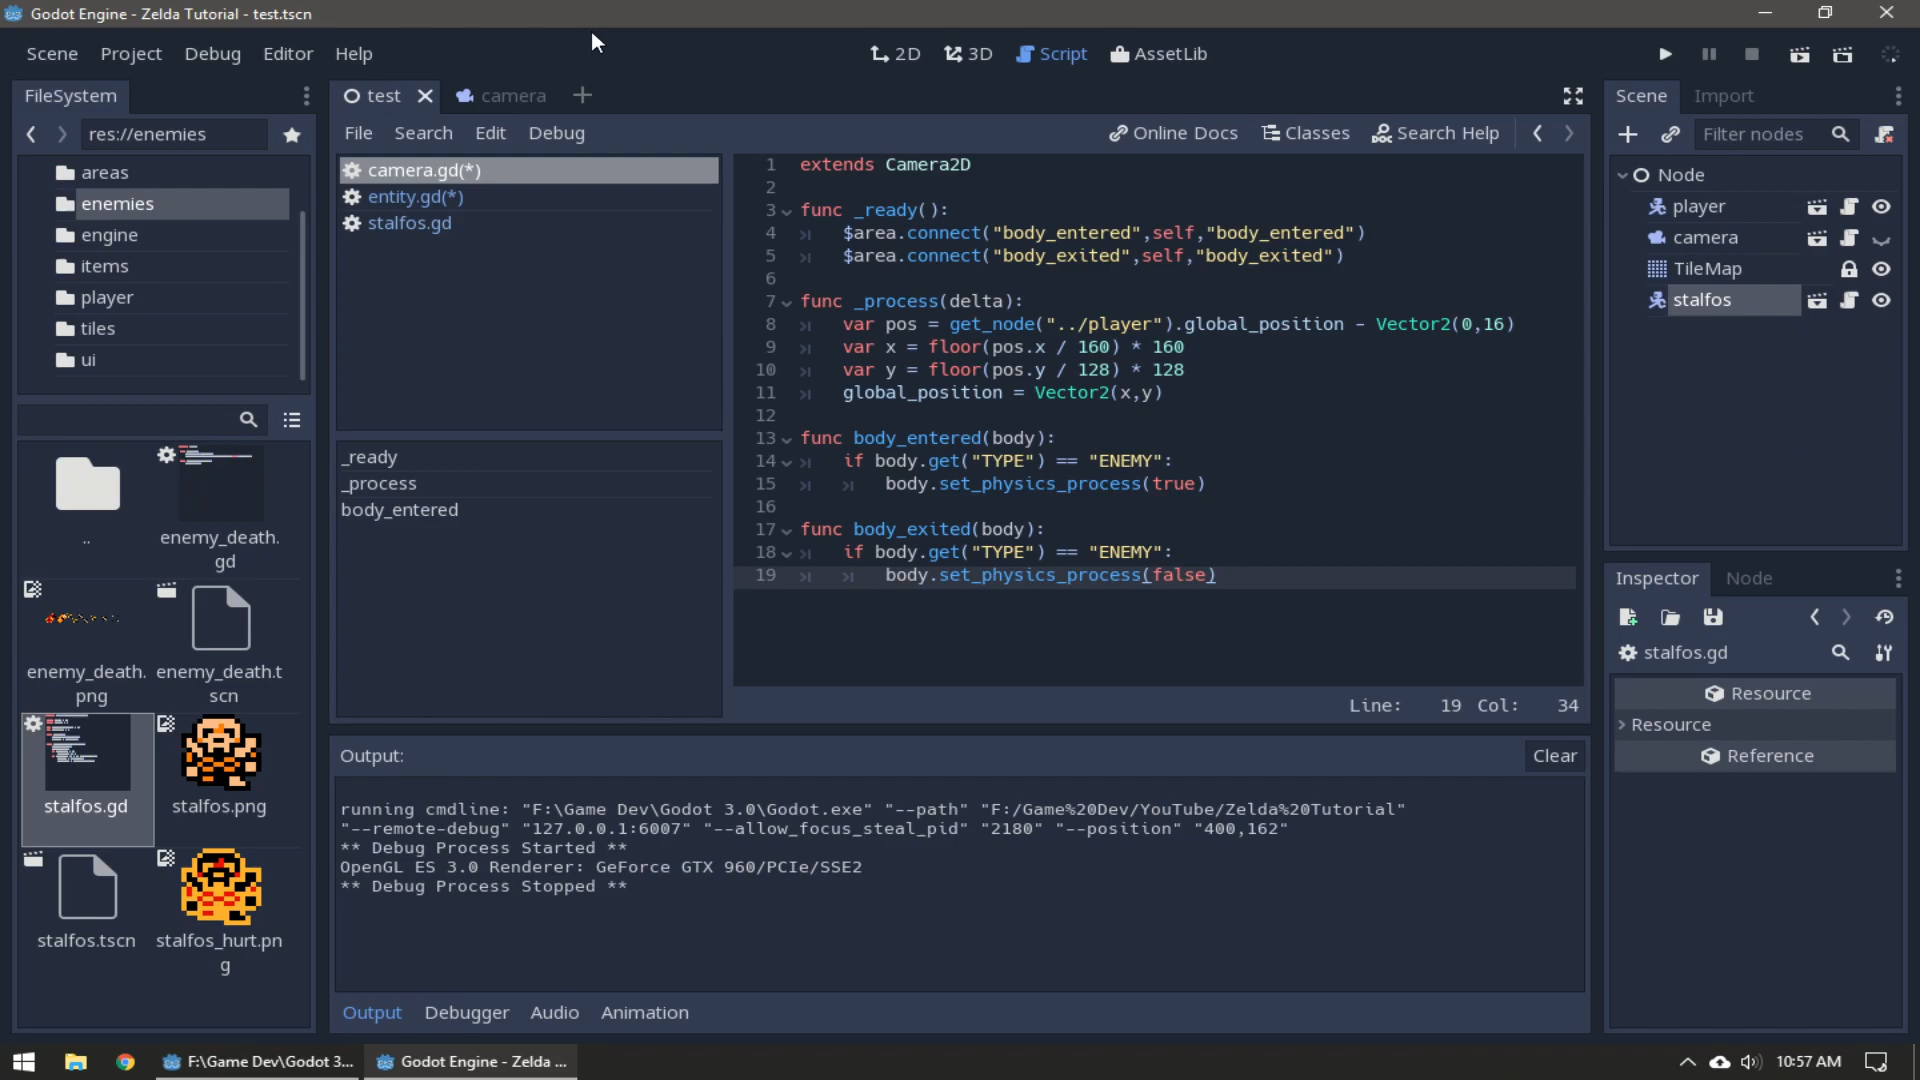 Godot Engine - Zelda Tutorial - test.tscn
Scene Project Debug Editor Help
2D 3D Script AssetLib
FileSystem
res://enemies
areas
enemies
engine
items
player
tiles
ui
..
enemy_death.
gd
enemy_death.
png
enemy_death.t
scn
stalfos.gd
stalfos.png
stalfos.tscn
stalfos_hurt.pn
g
test camera
File Search Edit Debug
Online Docs Classes Search Help
camera.gd(*)
entity.gd(*)
stalfos.gd
_ready
_process
body_entered
1 extends Camera2D
2
3 func _ready():
4 $area.connect("body_entered",self,"body_entered")
5 $area.connect("body_exited",self,"body_exited")
6
7 func _process(delta):
8 var pos = get_node("../player").global_position - Vector2(0,16)
9 var x = floor(pos.x / 160) * 160
10 var y = floor(pos.y / 128) * 128
11 global_position = Vector2(x,y)
12
13 func body_entered(body):
14 if body.get("TYPE") == "ENEMY":
15 body.set_physics_process(true)
16
17 func body_exited(body):
18 if body.get("TYPE") == "ENEMY":
19 body.set_physics_process(false)
Line: 19 Col: 34
Output:
Clear
running cmdline: "F:\Game Dev\Godot 3.0\Godot.exe" "--path" "F:/Game%20Dev/YouTube/Zelda%20Tutorial"
"--remote-debug" "127.0.0.1:6007" "--allow_focus_steal_pid" "2180" "--position" "400,162"
** Debug Process Started **
OpenGL ES 3.0 Renderer: GeForce GTX 960/PCIe/SSE2
** Debug Process Stopped **
Output Debugger Audio Animation
Scene Import
Filter nodes
Node
player
camera
TileMap
stalfos
Inspector Node
stalfos.gd
Resource
Resource
Reference
F:\Game Dev\Godot 3... Godot Engine - Zelda ...
10:57 AM